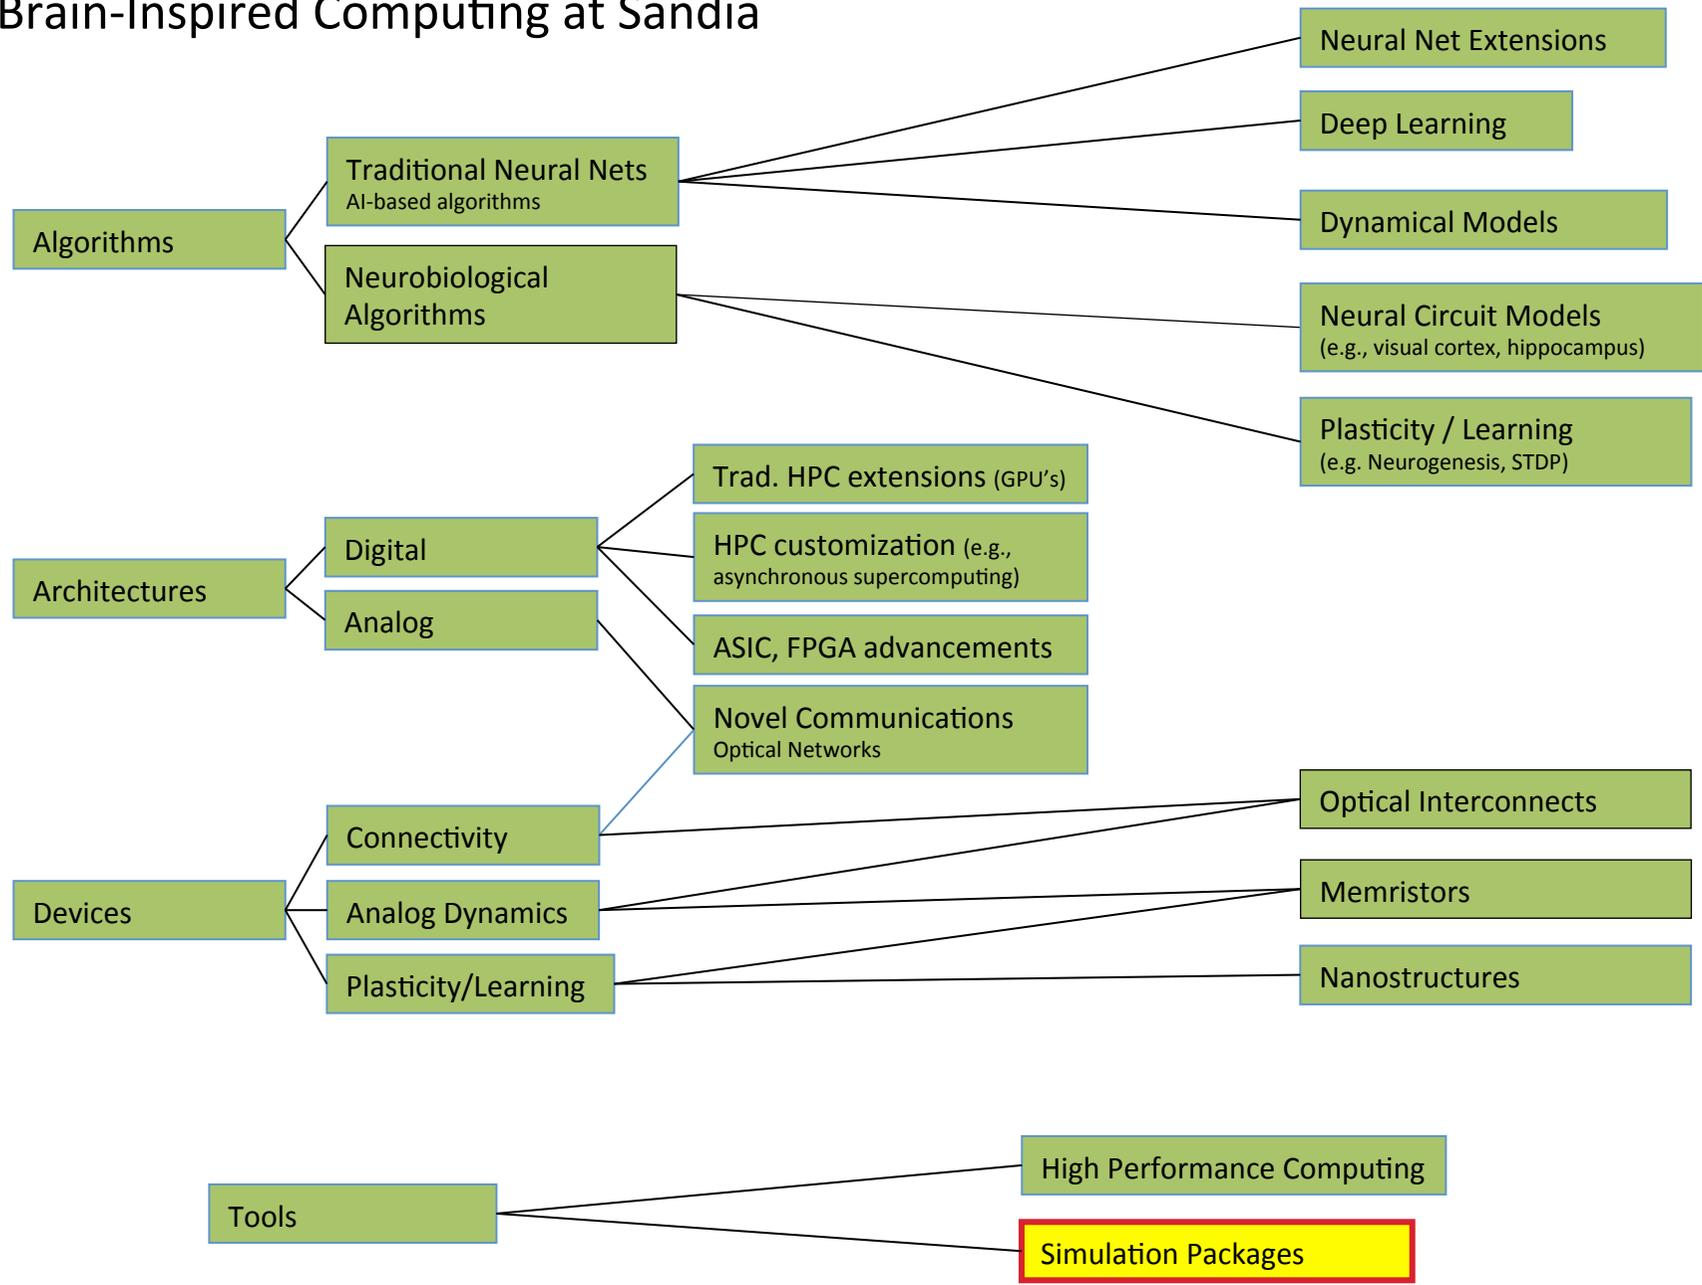 Brain-Inspired Computing at Sandia
Neural Net Extensions
Deep Learning
Traditional Neural Nets
AI-based algorithms
Dynamical Models
Algorithms
Neurobiological
Algorithms
Neural Circuit Models
(e.g., visual cortex, hippocampus)
Plasticity / Learning
(e.g. Neurogenesis, STDP)
Trad. HPC extensions (GPU's)
Digital
HPC customization (e.g.,
asynchronous supercomputing)
Architectures
Analog
ASIC, FPGA advancements
Novel Communications
Optical Networks
Optical Interconnects
Connectivity
Memristors
Devices
Analog Dynamics
Plasticity/Learning
Nanostructures
High Performance Computing
Tools
Simulation Packages